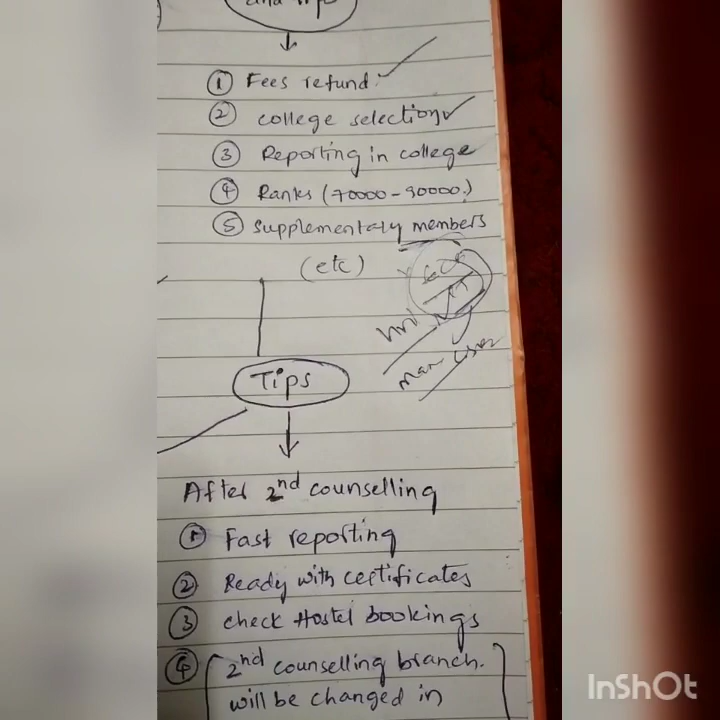 and Tips
① Fees refund ✓
② college selection ✓
③ Reporting in college
④ Ranks (70000-90000)
⑤ supplementary members
(etc)
Tips
After 2nd counselling
① Fast reporting
② Ready with certificates
③ check Hostel bookings
④ 2nd counselling branch.
will be changed in
InShOt